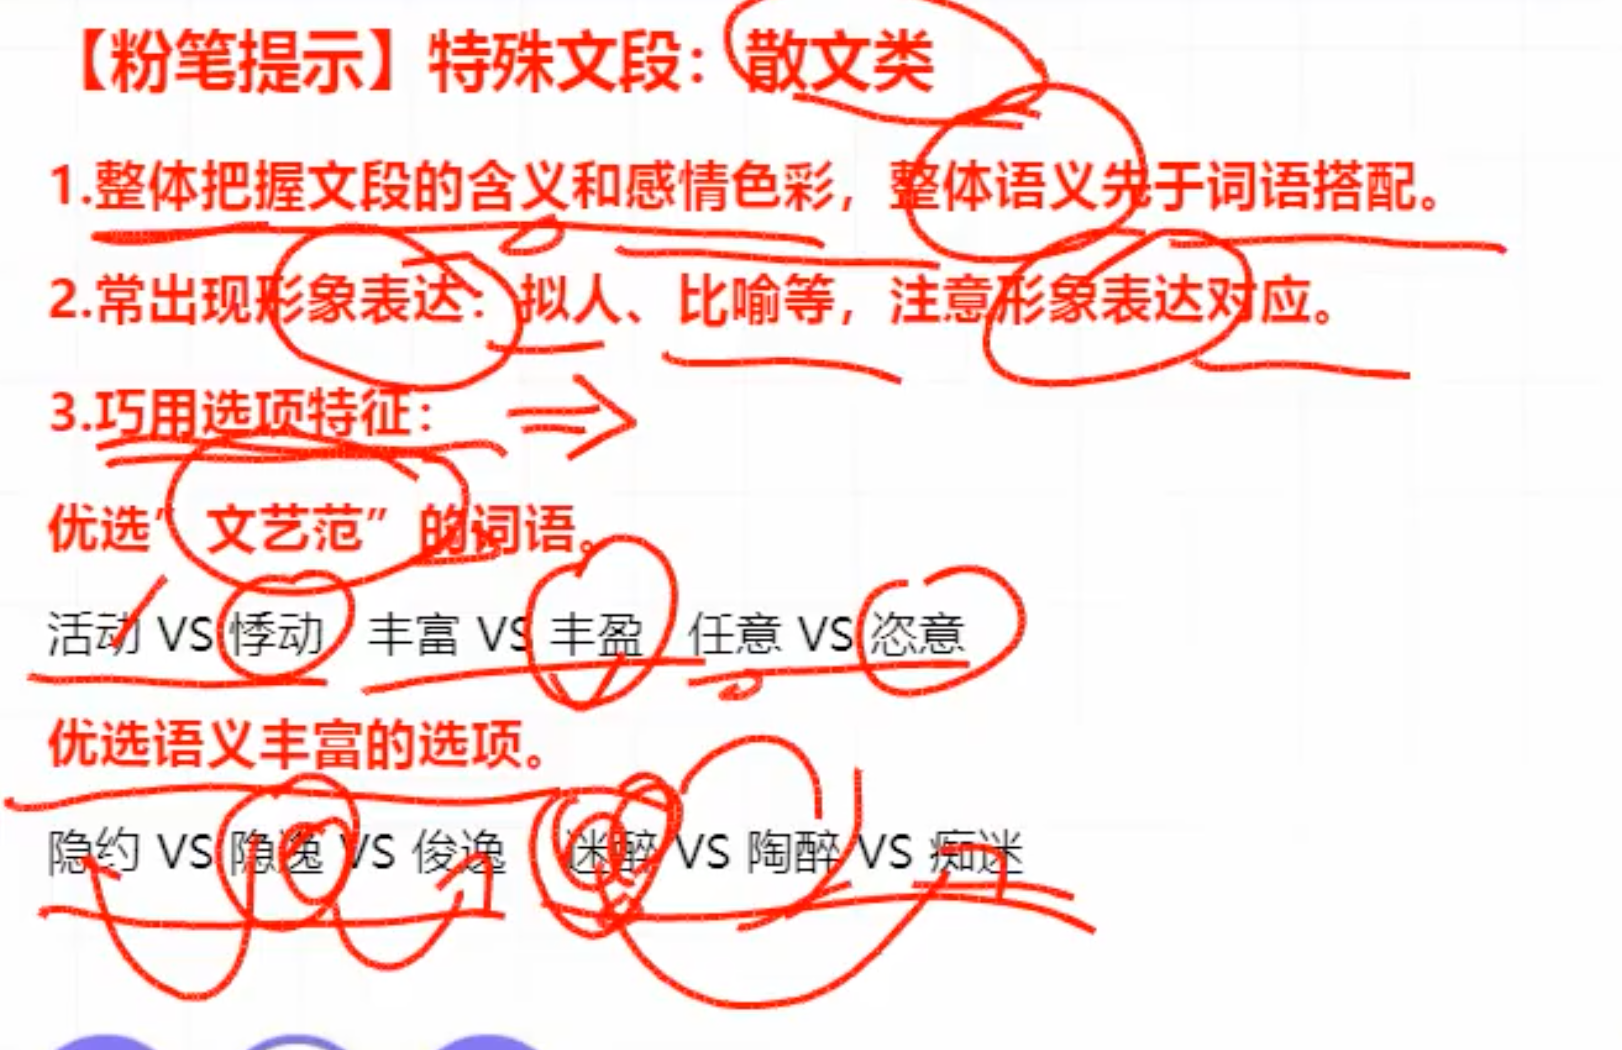 【粉笔提示】特殊文段：散文类
1.整体把握文段的含义和感情色彩，整体语义先于词语搭配。
2.常出现形象表达：拟人、比喻等，注意形象表达对应。
3.巧用选项特征：
优选“文艺范”的词语。
活动 VS 悸动 丰富 VS 丰盈 任意 VS 恣意
优选语义丰富的选项。
隐约 VS 隐逸 VS 俊逸 迷醉 VS 陶醉 VS 痴迷